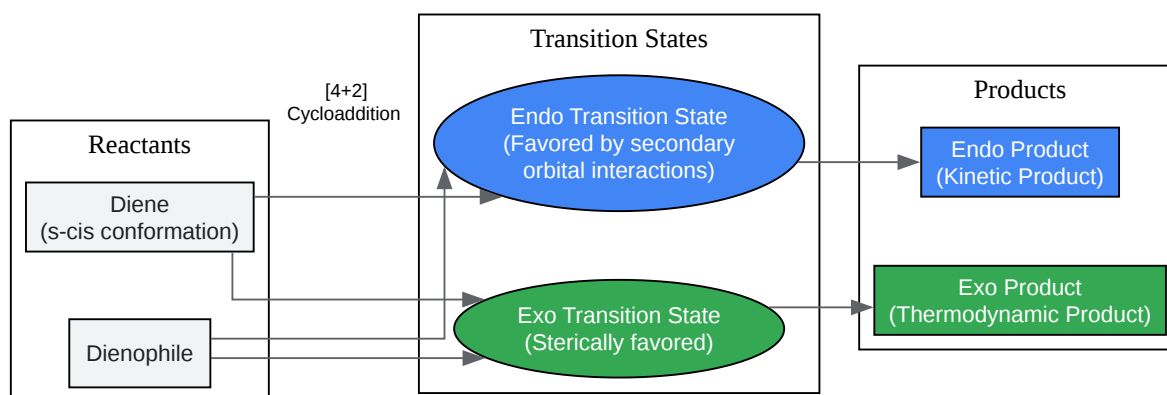 Reactants
Diene
(s-cis conformation)
Dienophile
[4+2]
Cycloaddition
Transition States
Endo Transition State
(Favored by secondary
orbital interactions)
Exo Transition State
(Sterically favored)
Products
Endo Product
(Kinetic Product)
Exo Product
(Thermodynamic Product)